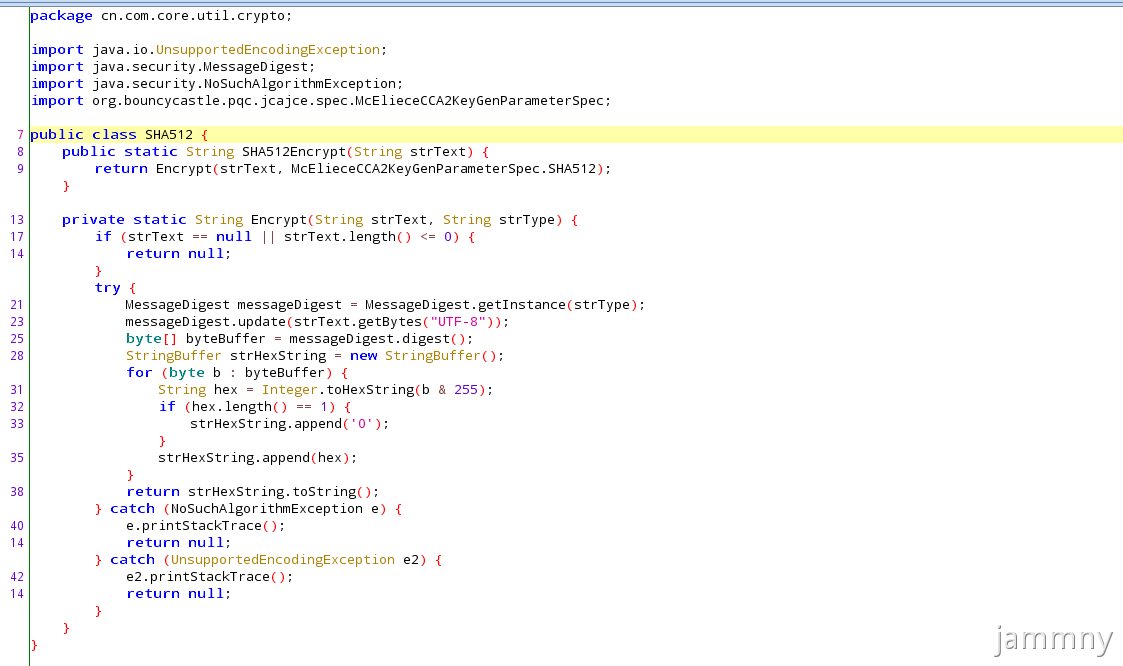 package cn.com.core.util.crypto;
import java.io.UnsupportedEncodingException;
import java.security.MessageDigest;
import java.security.NoSuchAlgorithmException;
import org.bouncycastle.pqc.jcajce.spec.McElieceCCA2KeyGenParameterSpec;
7 public class SHA512 {
8 public static String SHA512Encrypt(String strText) {
9 return Encrypt(strText, McElieceCCA2KeyGenParameterSpec.SHA512);
}
13 private static String Encrypt(String strText, String strType) {
17 if (strText == null || strText.length() <= 0) {
14 return null;
}
try {
21 MessageDigest messageDigest = MessageDigest.getInstance(strType);
23 messageDigest.update(strText.getBytes("UTF-8"));
25 byte[] byteBuffer = messageDigest.digest();
28 StringBuffer strHexString = new StringBuffer();
for (byte b : byteBuffer) {
31 String hex = Integer.toHexString(b & 255);
32 if (hex.length() == 1) {
33 strHexString.append('0');
}
35 strHexString.append(hex);
}
38 return strHexString.toString();
} catch (NoSuchAlgorithmException e) {
40 e.printStackTrace();
14 return null;
} catch (UnsupportedEncodingException e2) {
42 e2.printStackTrace();
14 return null;
}
}
}
jammny